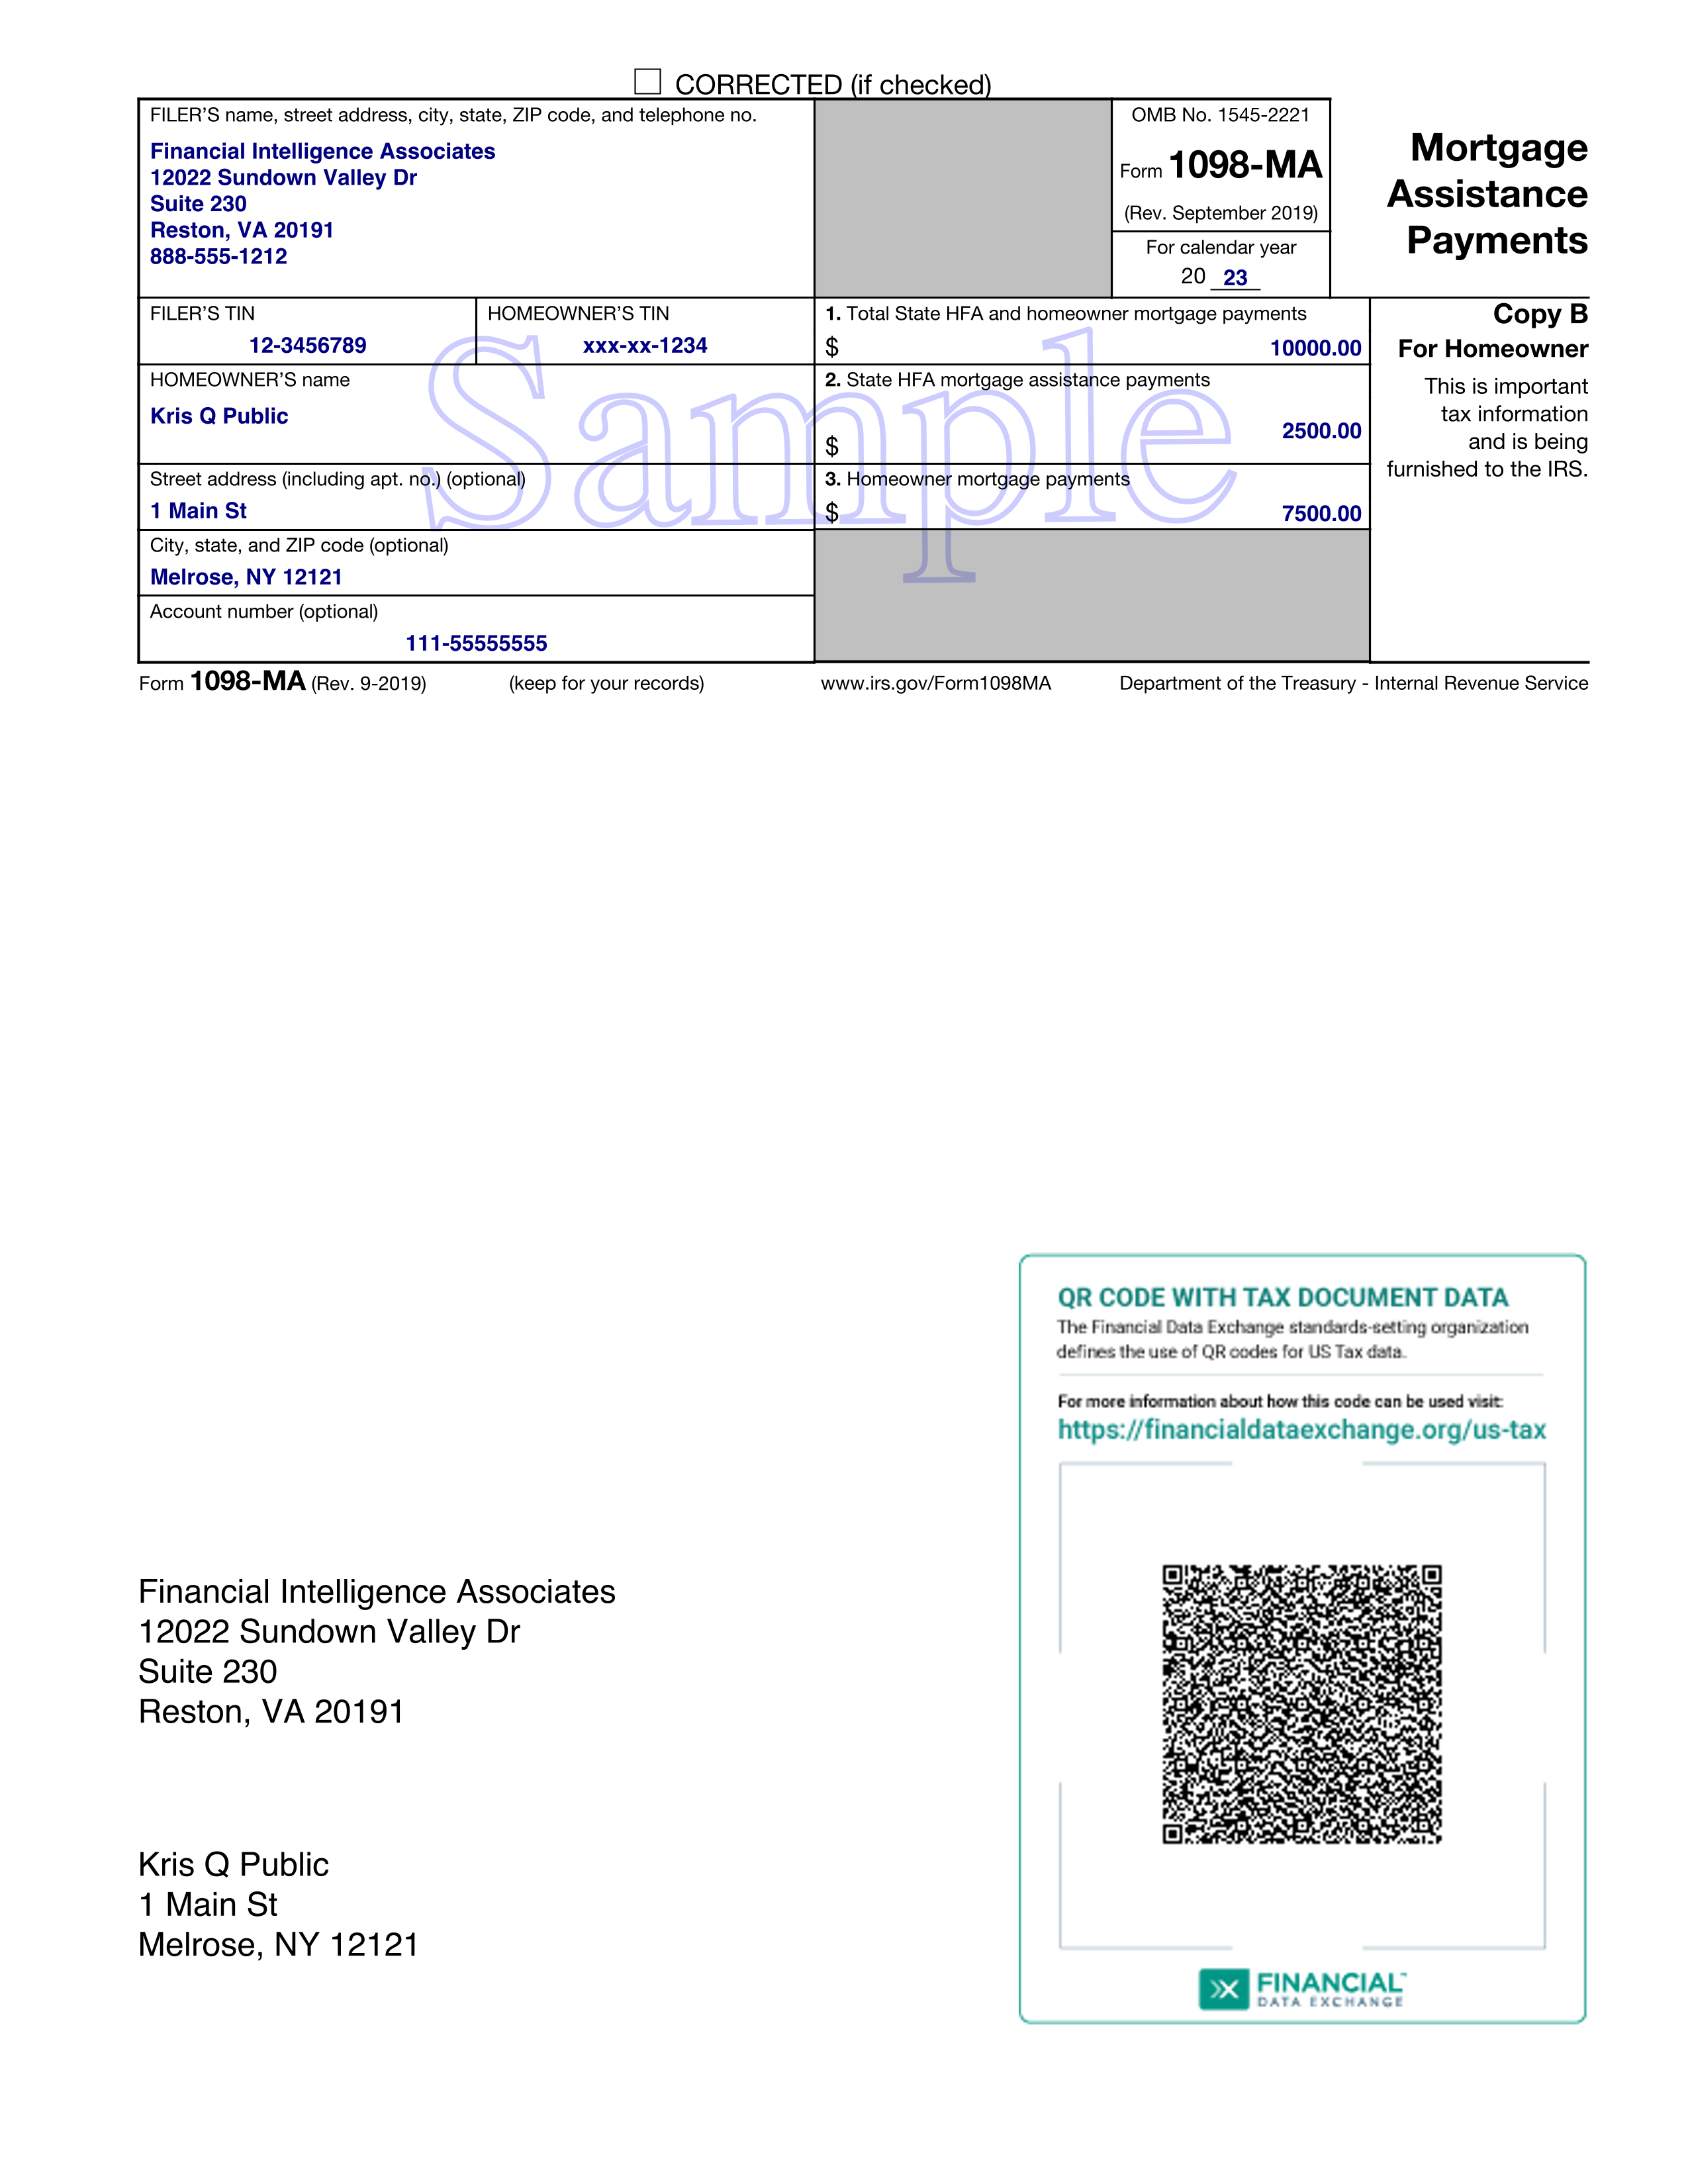 CORRECTED (if checked)
FILER'S name, street address, city, state, ZIP code, and telephone no.
Financial Intelligence Associates
12022 Sundown Valley Dr
Suite 230
Reston, VA 20191
888-555-1212
OMB No. 1545-2221
Form 1098-MA
(Rev. September 2019)
For calendar year
20 23
Mortgage
Assistance
Payments
FILER'S TIN
12-3456789
HOMEOWNER'S TIN
xxx-xx-1234
1. Total State HFA and homeowner mortgage payments
$ 10000.00
Copy B
For Homeowner
This is important
tax information
and is being
furnished to the IRS.
HOMEOWNER'S name
Kris Q Public
2. State HFA mortgage assistance payments
$ 2500.00
Street address (including apt. no.) (optional)
1 Main St
3. Homeowner mortgage payments
$ 7500.00
City, state, and ZIP code (optional)
Melrose, NY 12121
Account number (optional)
111-55555555
Sample
Form 1098-MA (Rev. 9-2019) (keep for your records) www.irs.gov/Form1098MA Department of the Treasury - Internal Revenue Service
QR CODE WITH TAX DOCUMENT DATA
The Financial Data Exchange standards-setting organization
defines the use of QR codes for US Tax data.
For more information about how this code can be used visit:
https://financialdataexchange.org/us-tax
FINANCIAL™
DATA EXCHANGE
Financial Intelligence Associates
12022 Sundown Valley Dr
Suite 230
Reston, VA 20191
Kris Q Public
1 Main St
Melrose, NY 12121